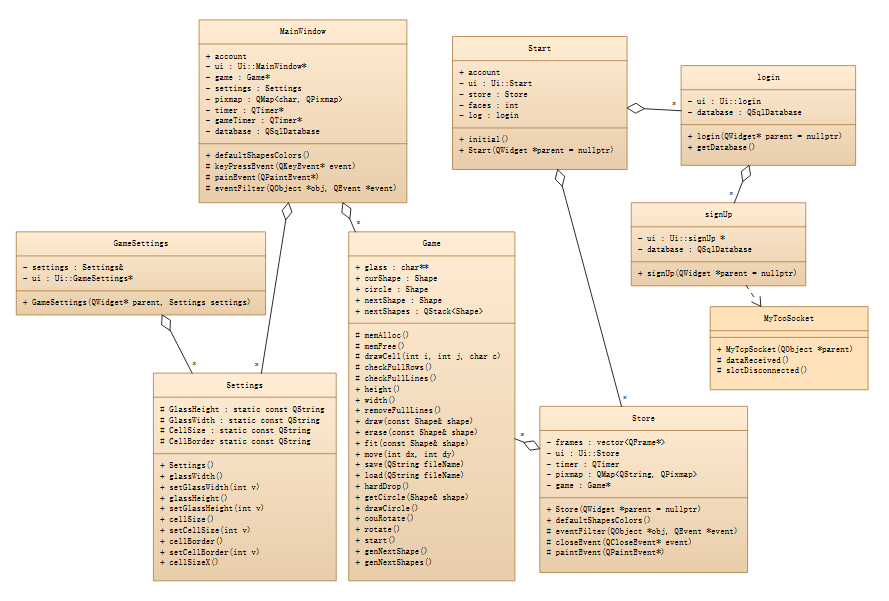 MainWindow
+ account
- ui : Ui::MainWindow*
- game : Game*
- settings : Settings
- pixmap : QMap<char, QPixmap>
- timer : QTimer*
- gameTimer : QTimer*
- database : QSqlDatabase
+ defaultShapesColors()
# keyPressEvent(QKeyEvent* event)
# painEvent(QPaintEvent*)
# eventFilter(QObject *obj, QEvent *event)
Start
+ account
- ui : Ui::Start
- store : Store
- faces : int
- log : login
+ initial()
+ Start(QWidget *parent = nullptr)
*
login
- ui : Ui::login
- database : QSqlDatabase
+ login(QWidget* parent = nullptr)
+ getDatabase()
*
signUp
- ui : Ui::signUp *
- database : QSqlDatabase
+ signUp(QWidget *parent = nullptr)
MyTcoSocket
+ MyTcpSocket(QObject *parent)
# dataReceived()
# slotDisconnected()
GameSettings
- settings : Settings&
- ui : Ui::GameSettings*
+ GameSettings(QWidget* parent, Settings settings)
*
*
*
Settings
# GlassHeight : static const QString
# GlassWidth : static const QString
# CellSize : static const QString
# CellBorder static const QString
+ Settings()
+ glassWidth()
+ setGlassWidth(int v)
+ glassHeight()
+ setGlassHeight(int v)
+ cellSize()
+ setCellSize(int v)
+ cellBorder()
+ setCellBorder(int v)
+ cellSizeX()
Game
+ glass : char**
+ curShape : Shape
+ circle : Shape
+ nextShape : Shape
+ nextShapes : QStack<Shape>
# memAlloc()
# memFree()
# drawCell(int i, int j, char c)
# checkFullRows()
# checkFullLines()
+ height()
+ width()
+ removeFullLines()
+ draw(const Shape& shape)
+ erase(const Shape& shape)
+ fit(const Shape& shape)
+ move(int dx, int dy)
+ save(QString fileName)
+ load(QString fileName)
+ hardDrop()
+ getCircle(Shape& shape)
+ drawCircle()
+ couRotate()
+ rotate()
+ start()
+ genNextShape()
+ genNextShapes()
*
*
Store
- frames : vector<QFrame*>
- ui : Ui::Store
- timer : QTimer
- pixmap : QMap<QString, QPixmap>
- game : Game*
+ Store(QWidget *parent = nullptr)
+ defaultShapesColors()
# eventFilter(QObject *obj, QEvent *event)
# closeEvent(QCloseEvent* event)
# paintEvent(QPaintEvent*)